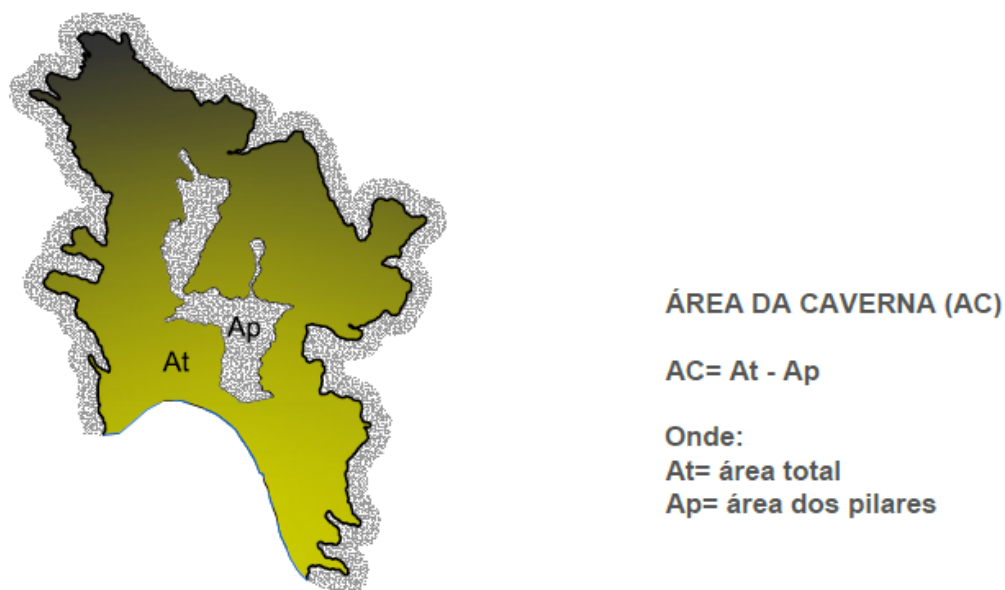 Ap
At
ÁREA DA CAVERNA (AC)
AC= At - Ap
Onde:
At= área total
Ap= área dos pilares